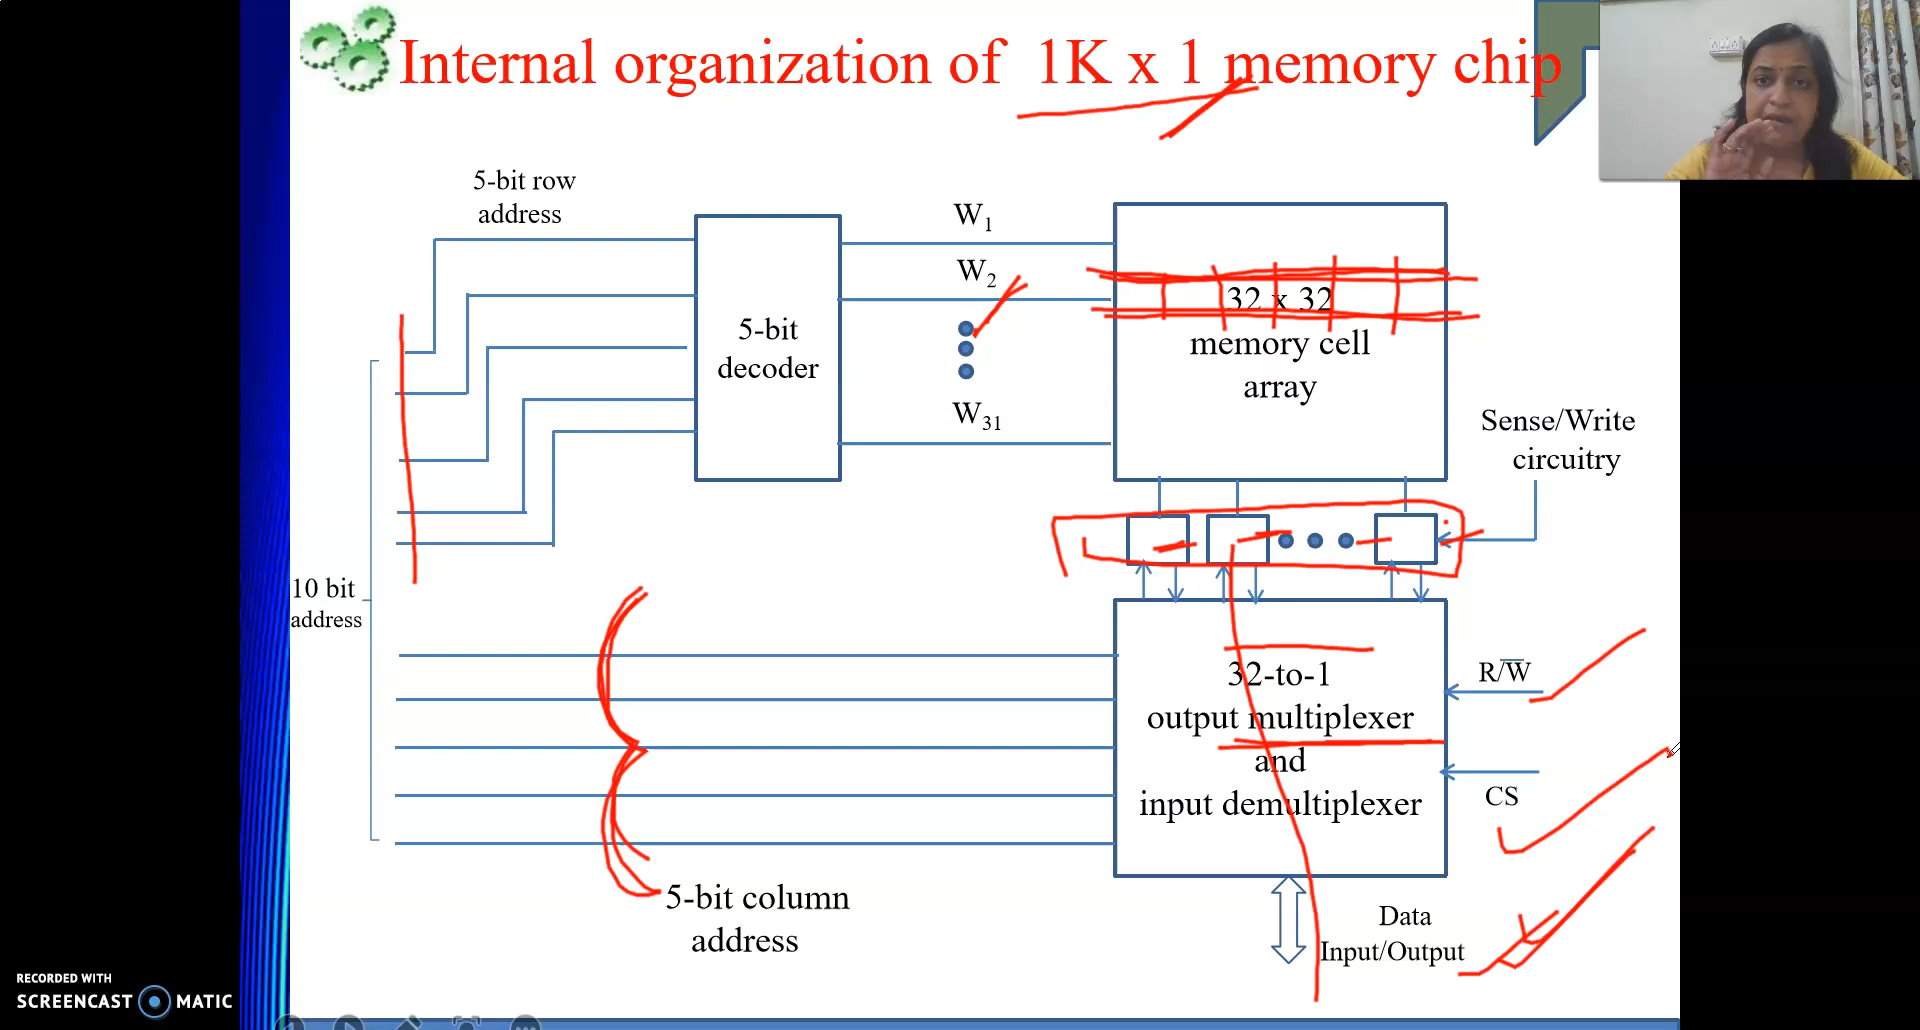 Internal organization of 1K x 1 memory chip
5-bit row
address
5-bit
decoder
W1
W2
W31
32 x 32
memory cell
array
Sense/Write
circuitry
10 bit
address
32-to-1
output multiplexer
and
input demultiplexer
R/W̅
CS
5-bit column
address
Data
Input/Output
RECORDED WITH
SCREENCAST MATIC